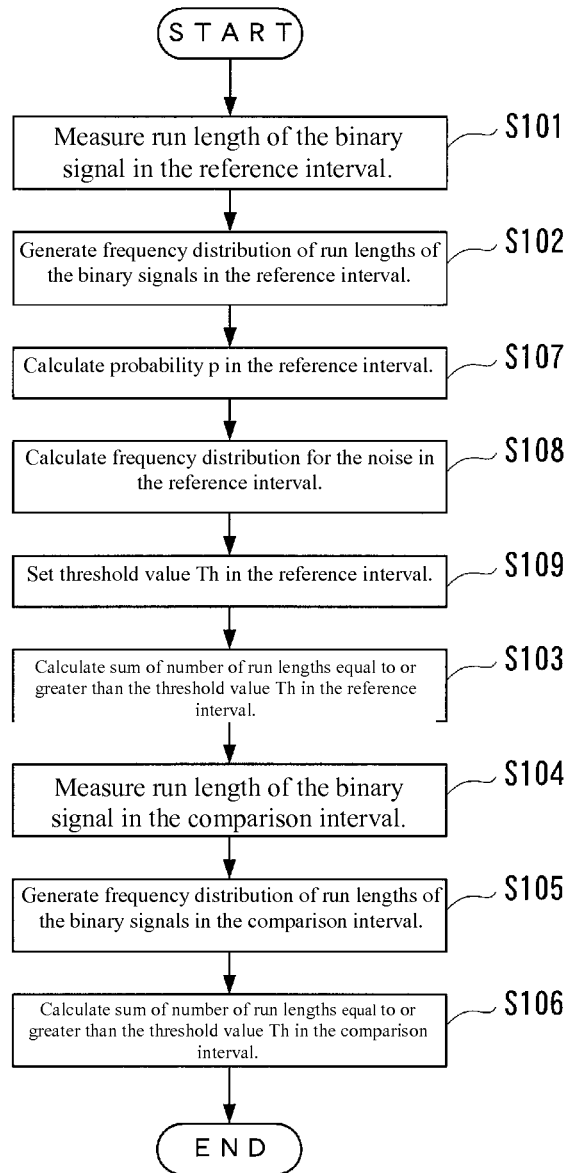 START
Measure run length of the binary
signal in the reference interval.
S101
Generate frequency distribution of run lengths of
the binary signals in the reference interval.
S102
Calculate probability p in the reference interval.
S107
Calculate frequency distribution for the noise in
the reference interval.
S108
Set threshold value Th in the reference interval.
S109
Calculate sum of number of run lengths equal to or
greater than the threshold value Th in the reference
interval.
S103
Measure run length of the binary
signal in the comparison interval.
S104
Generate frequency distribution of run lengths of
the binary signals in the comparison interval.
S105
Calculate sum of number of run lengths equal to or
greater than the threshold value Th in the comparison
interval.
S106
END